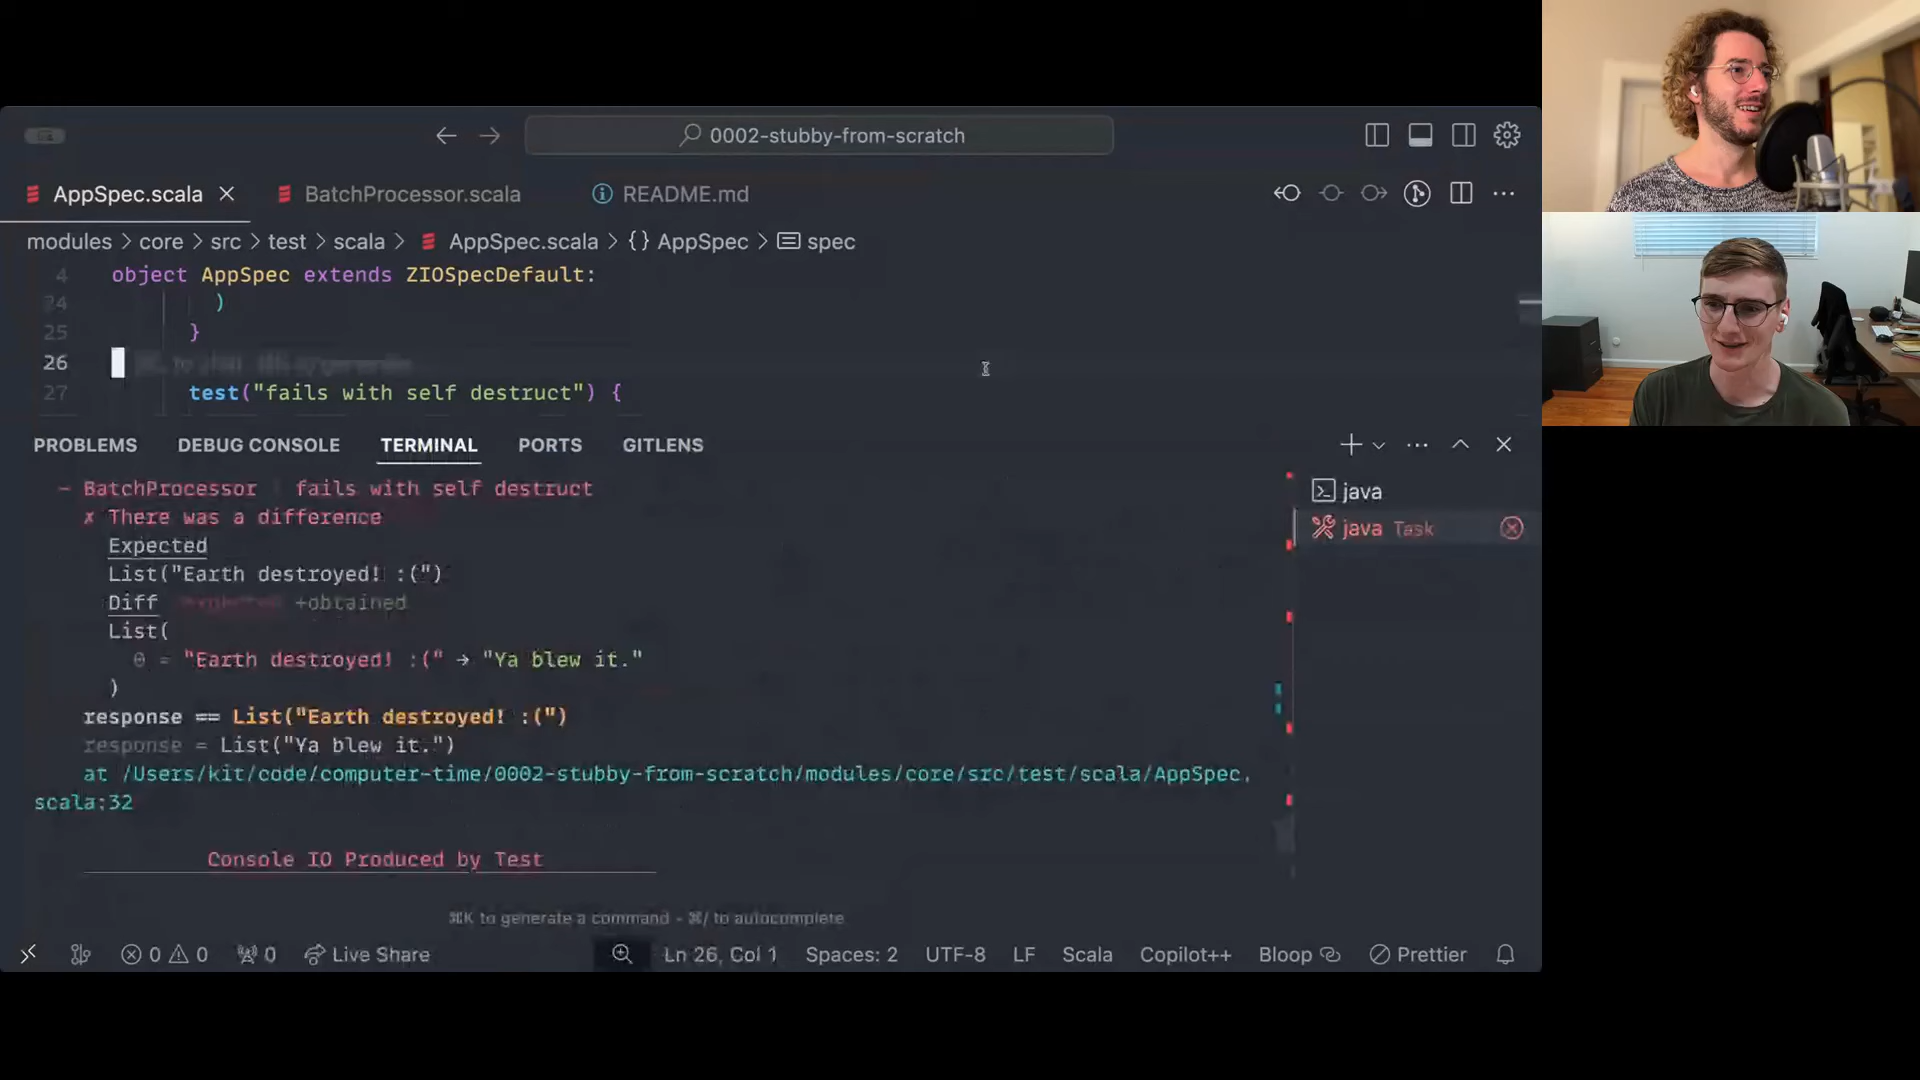 0002-stubby-from-scratch
AppSpec.scala
BatchProcessor.scala
README.md
modules > core > src > test > scala > AppSpec.scala > {} AppSpec > spec
4 object AppSpec extends ZIOSpecDefault:
24 )
25 }
26
27 test("fails with self destruct") {
PROBLEMS DEBUG CONSOLE TERMINAL PORTS GITLENS
- BatchProcessor fails with self destruct
✗ There was a difference
Expected
List("Earth destroyed! :(")
Diff -expected +obtained
List(
0 = "Earth destroyed! :(" → "Ya blew it."
)
response == List("Earth destroyed! :(")
response = List("Ya blew it.")
at /Users/kit/code/computer-time/0002-stubby-from-scratch/modules/core/src/test/scala/AppSpec.
scala:32
Console IO Produced by Test
java
java Task
⌘K to generate a command - ⌘/ to autocomplete
0 0 0 Live Share Ln 26, Col 1 Spaces: 2 UTF-8 LF Scala Copilot++ Bloop Prettier